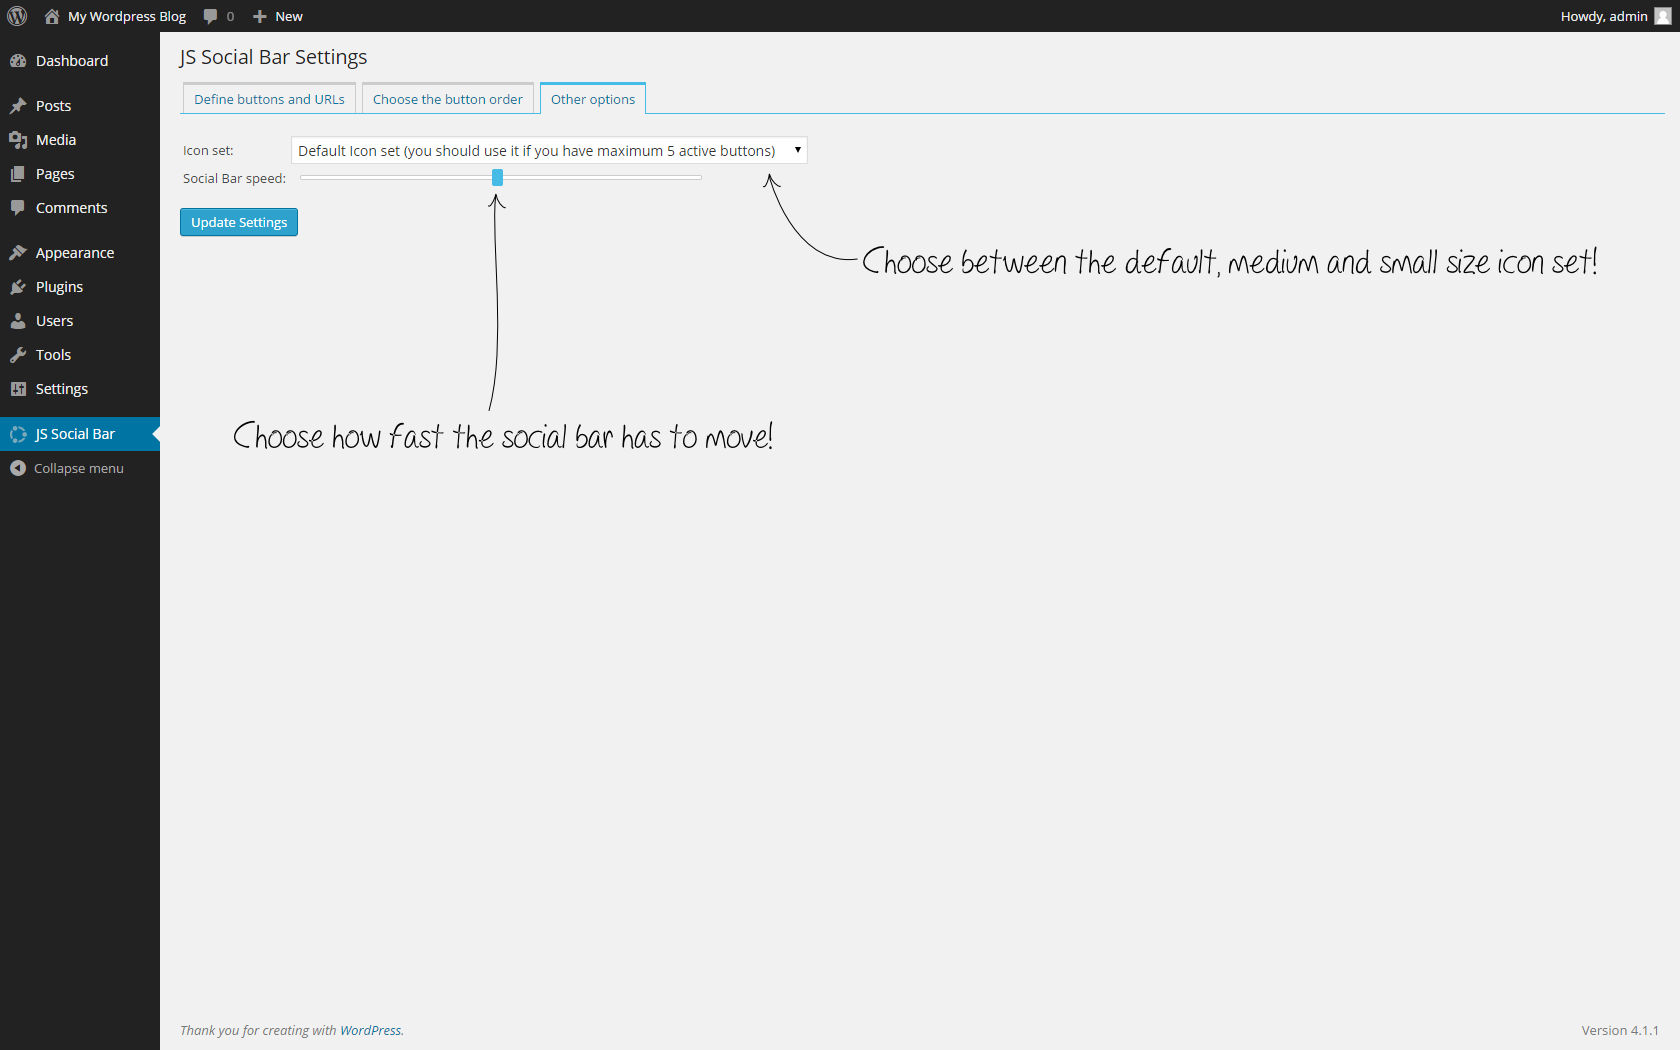 My Wordpress Blog 0 New Howdy, admin
Dashboard
Posts
Media
Pages
Comments
Appearance
Plugins
Users
Tools
Settings
JS Social Bar
Collapse menu
JS Social Bar Settings
Define buttons and URLs Choose the button order Other options
Icon set: Default Icon set (you should use it if you have maximum 5 active buttons)
Social Bar speed:
Update Settings
Choose between the default, medium and small size icon set!
Choose how fast the social bar has to move!
Thank you for creating with WordPress. Version 4.1.1